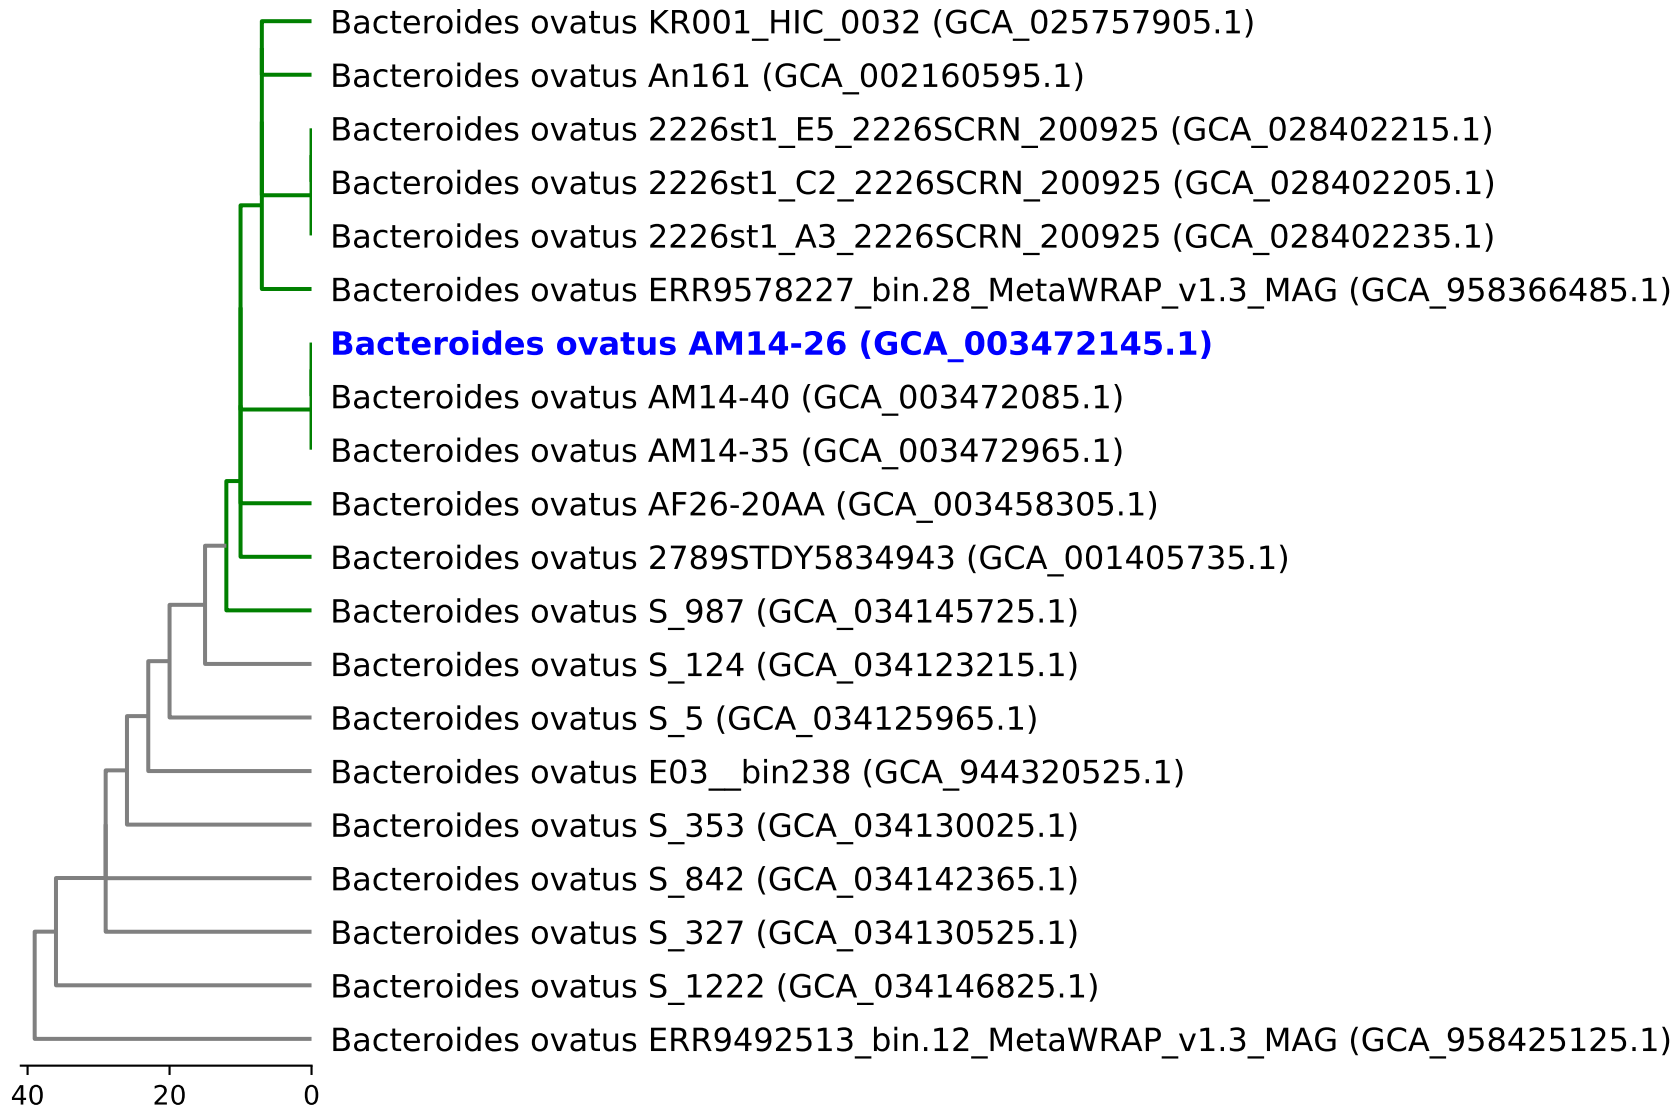 Bacteroides ovatus KR001_HIC_0032 (GCA_025757905.1)
Bacteroides ovatus An161 (GCA_002160595.1)
Bacteroides ovatus 2226st1_E5_2226SCRN_200925 (GCA_028402215.1)
Bacteroides ovatus 2226st1_C2_2226SCRN_200925 (GCA_028402205.1)
Bacteroides ovatus 2226st1_A3_2226SCRN_200925 (GCA_028402235.1)
Bacteroides ovatus ERR9578227_bin.28_MetaWRAP_v1.3_MAG (GCA_958366485.1)
Bacteroides ovatus AM14-26 (GCA_003472145.1)
Bacteroides ovatus AM14-40 (GCA_003472085.1)
Bacteroides ovatus AM14-35 (GCA_003472965.1)
Bacteroides ovatus AF26-20AA (GCA_003458305.1)
Bacteroides ovatus 2789STDY5834943 (GCA_001405735.1)
Bacteroides ovatus S_987 (GCA_034145725.1)
Bacteroides ovatus S_124 (GCA_034123215.1)
Bacteroides ovatus S_5 (GCA_034125965.1)
Bacteroides ovatus E03__bin238 (GCA_944320525.1)
Bacteroides ovatus S_353 (GCA_034130025.1)
Bacteroides ovatus S_842 (GCA_034142365.1)
Bacteroides ovatus S_327 (GCA_034130525.1)
Bacteroides ovatus S_1222 (GCA_034146825.1)
Bacteroides ovatus ERR9492513_bin.12_MetaWRAP_v1.3_MAG (GCA_958425125.1)
40 20 0